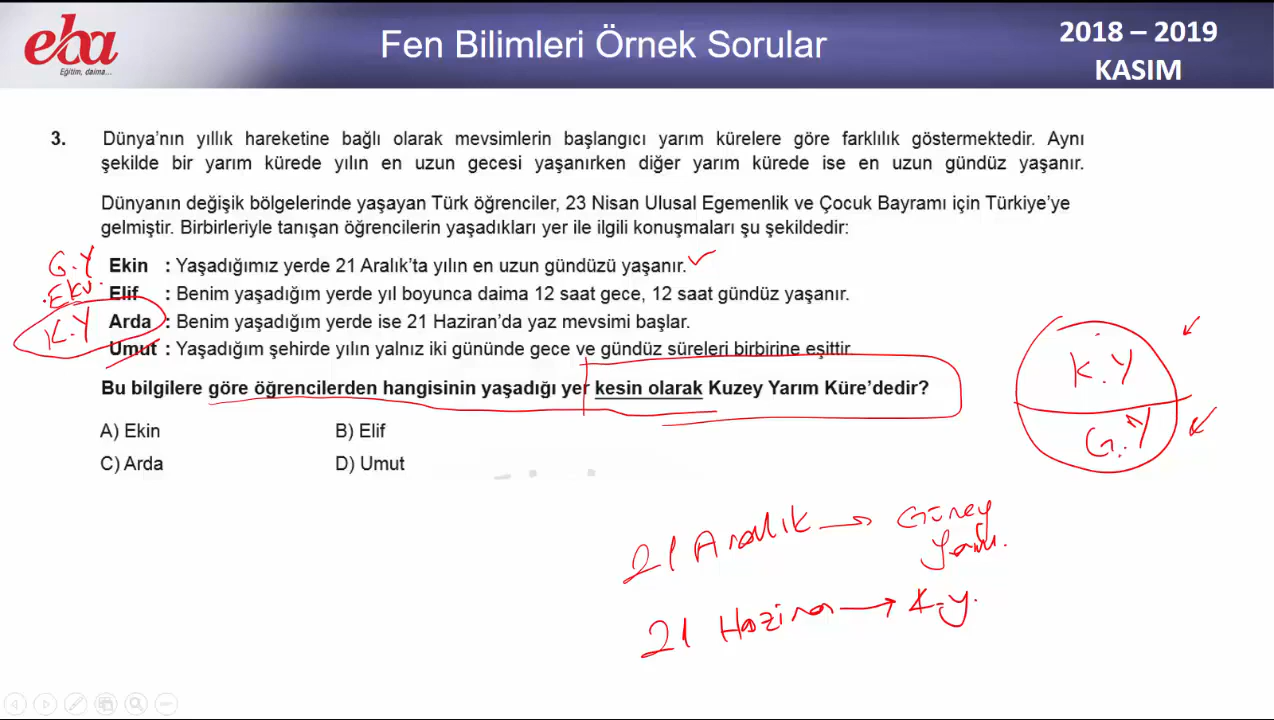 eba
Eğitim, daima...
Fen Bilimleri Örnek Sorular
2018 – 2019
KASIM
3. Dünya’nın yıllık hareketine bağlı olarak mevsimlerin başlangıcı yarım kürelere göre farklılık göstermektedir. Aynı
şekilde bir yarım kürede yılın en uzun gecesi yaşanırken diğer yarım kürede ise en uzun gündüz yaşanır.
Dünyanın değişik bölgelerinde yaşayan Türk öğrenciler, 23 Nisan Ulusal Egemenlik ve Çocuk Bayramı için Türkiye’ye
gelmiştir. Birbirleriyle tanışan öğrencilerin yaşadıkları yer ile ilgili konuşmaları şu şekildedir:
G.Y Ekin : Yaşadığımız yerde 21 Aralık’ta yılın en uzun gündüzü yaşanır.
Ekv. Elif : Benim yaşadığım yerde yıl boyunca daima 12 saat gece, 12 saat gündüz yaşanır.
K.Y Arda : Benim yaşadığım yerde ise 21 Haziran’da yaz mevsimi başlar.
Umut : Yaşadığım şehirde yılın yalnız iki gününde gece ve gündüz süreleri birbirine eşittir.
Bu bilgilere göre öğrencilerden hangisinin yaşadığı yer kesin olarak Kuzey Yarım Küre’dedir?
A) Ekin B) Elif
C) Arda D) Umut
K.Y
G.Y
21 Aralık → Güney
Yarı.
21 Haziran → K.Y.